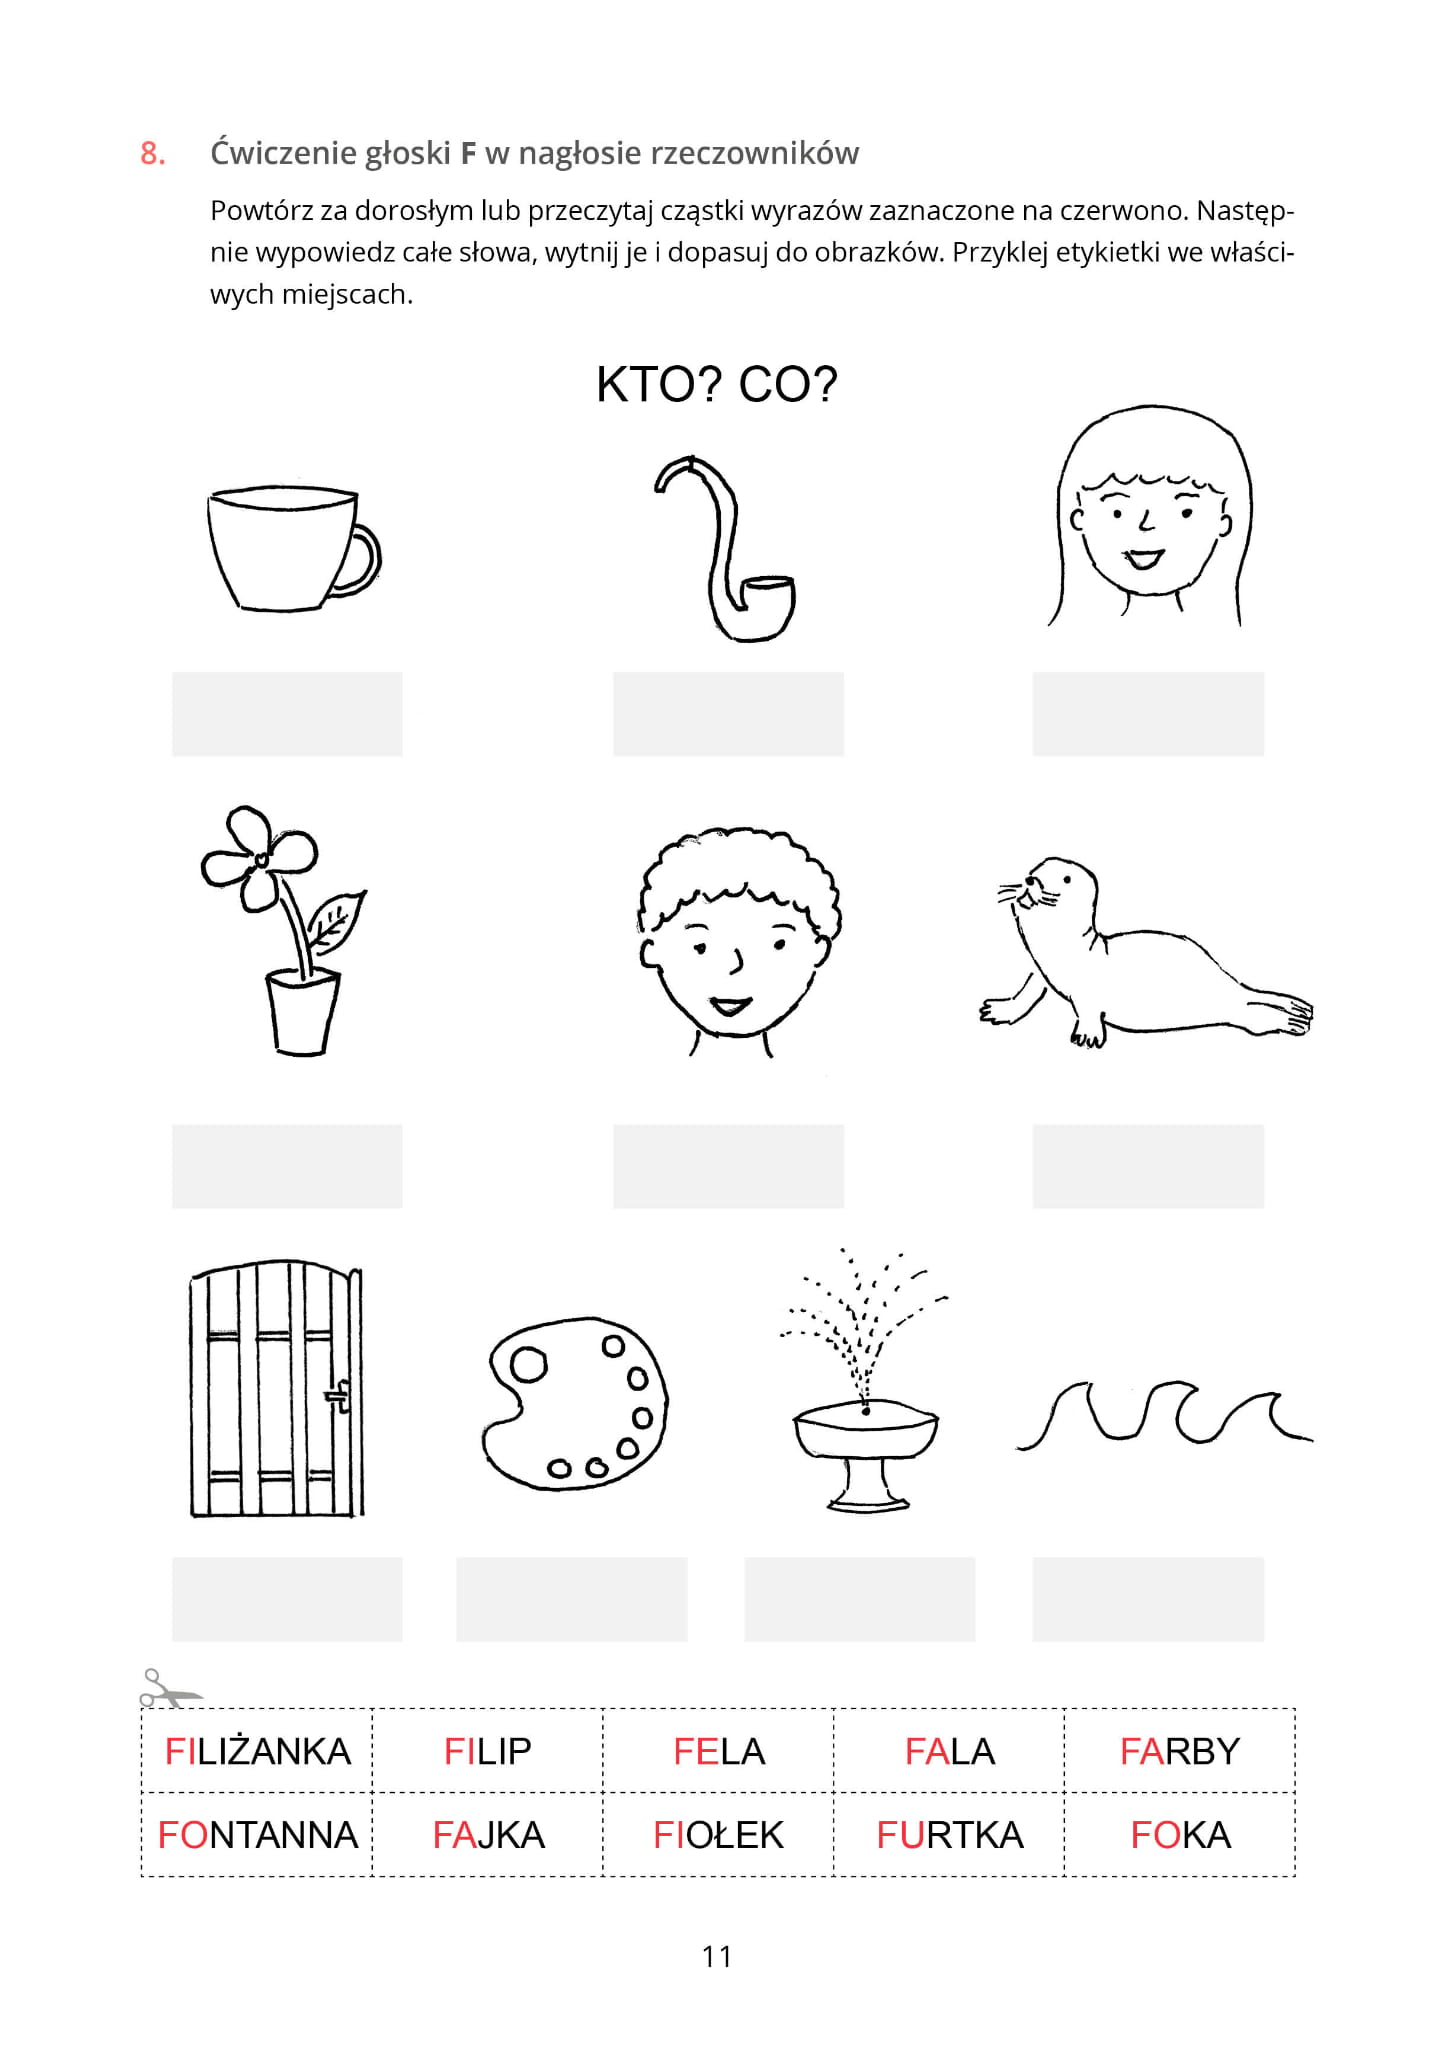 8. Ćwiczenie głoski F w nagłosie rzeczowników
Powtórz za dorosłym lub przeczytaj cząstki wyrazów zaznaczone na czerwono. Następ-
nie wypowiedz całe słowa, wytnij je i dopasuj do obrazków. Przyklej etykietki we właści-
wych miejscach.
KTO? CO?
FILIŻANKA FILIP FELA FALA FARBY
FONTANNA FAJKA FIOŁEK FURTKA FOKA
11